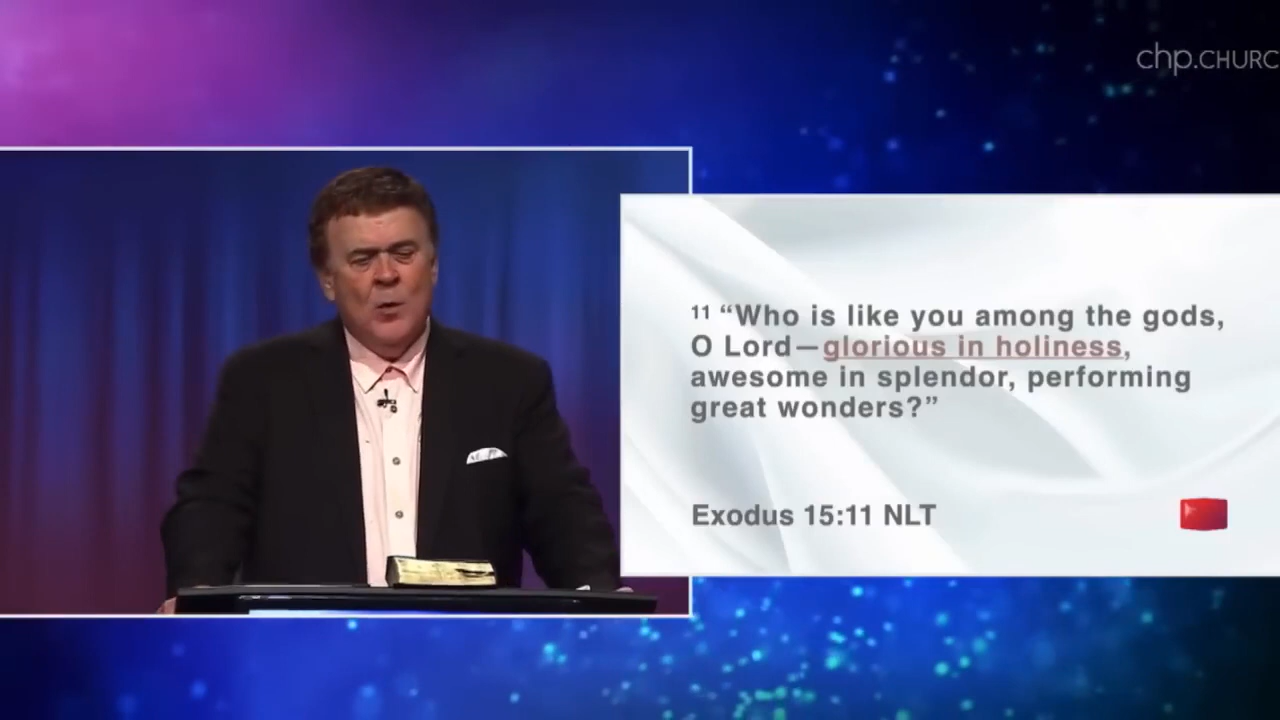 chp.CHURC
11 “Who is like you among the gods,
O Lord—glorious in holiness,
awesome in splendor, performing
great wonders?”
Exodus 15:11 NLT